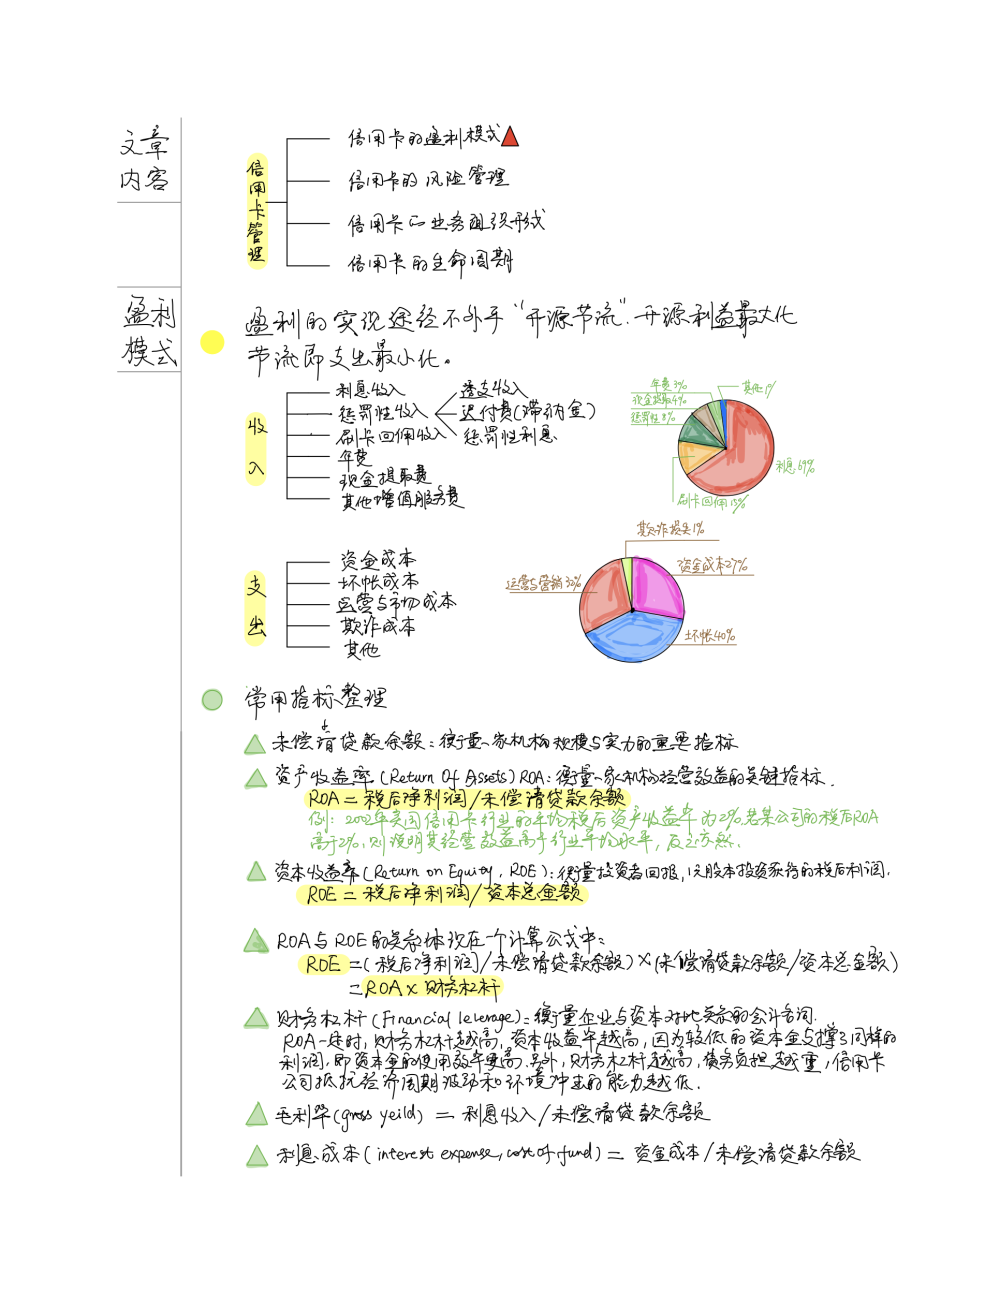 文章
内容
信用卡管理
信用卡的盈利模式
信用卡的风险管理
信用卡的业务组织形式
信用卡的生命周期
盈利
模式
盈利的实现途径不外乎“开源节流”.开源利益最大化
节流即支出最小化。
收入
利息收入
惩罚性收入
刷卡回佣收入
年费
现金提取费
其他增值服务费
透支收入
迟付费(滞纳金)
惩罚性利息
年费3%
现金提取4%
惩罚性8%
刷卡回佣15%
其他1%
利息69%
支出
资金成本
坏帐成本
运营与市场成本
欺诈成本
其他
欺诈损失1%
资金成本27%
运营与营销32%
坏帐40%
常用指标整理
未偿清贷款余额:衡量一家机构规模与实力的重要指标
资产收益率(Return Of Assets)ROA:衡量一家机构经营效益的关键指标.
ROA=税后净利润/未偿清贷款余额
例:2002年美国信用卡行业的平均税后资产收益率为2%.若某公司的税后ROA
高于2%,则说明其经营效益高于行业平均水平,反之亦然.
资本收益率(Return on Equity, ROE):衡量投资者回报,以股本投资获得的税后利润.
ROE=税后净利润/资本总金额
ROA与ROE的关系体现在一个计算公式中:
ROE=(税后净利润/未偿清贷款余额)×(未偿清贷款余额/资本总金额)
=ROA×财务杠杆
财务杠杆(Financial leverage):衡量企业与资本对比关系的会计名词.
ROA一定时,财务杠杆越高,资本收益率越高,因为较低的资本金支撑了同样的
利润,即资本金的使用效率更高.另外,财务杠杆越高,债务负担越重,信用卡
公司抵抗经济周期波动和环境冲击的能力越低.
毛利率(gross yeild)=利息收入/未偿清贷款余额
利息成本(interest expense, cost of fund)=资金成本/未偿清贷款余额